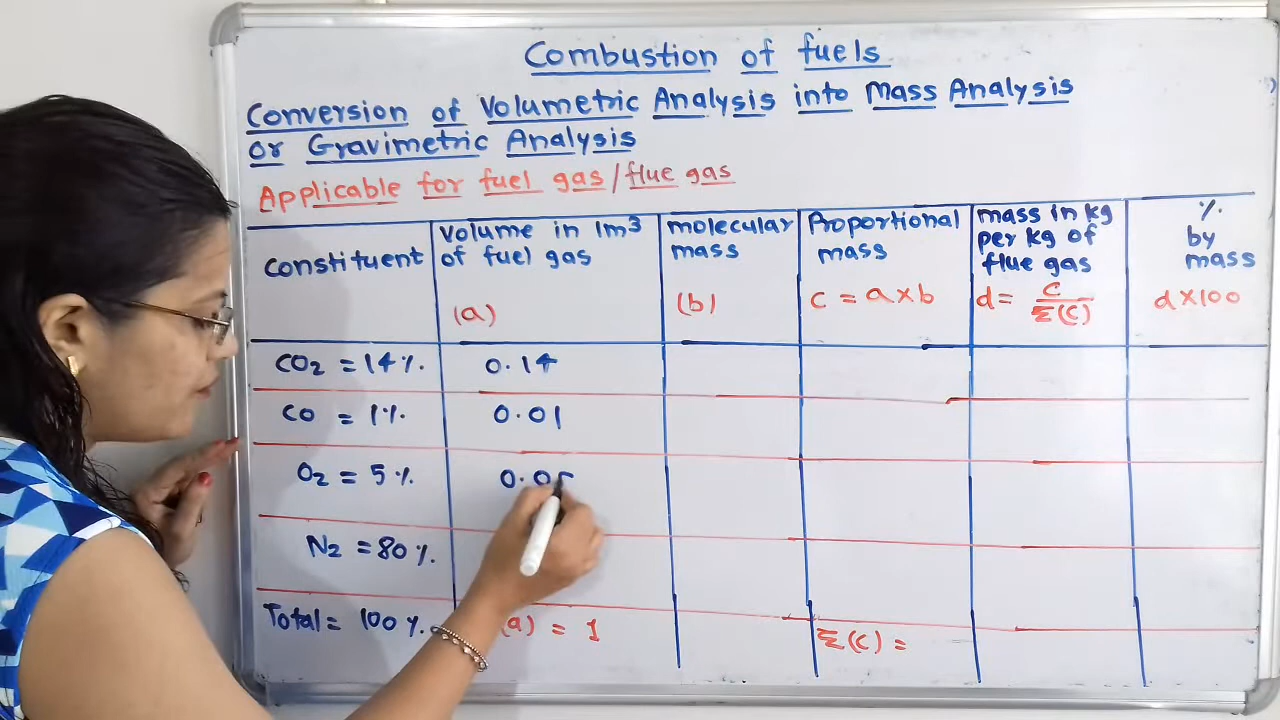 Combustion of fuels
Conversion of Volumetric Analysis into Mass Analysis
or Gravimetric Analysis
Applicable for fuel gas/flue gas
Constituent
Volume in 1m³
of fuel gas
(a)
molecular
mass
(b)
Proportional
mass
c = a×b
mass in kg
per kg of
flue gas
d = c/Σ(C)
%
by
mass
d×100
CO₂ = 14%. 0.14
CO = 1%. 0.01
O₂ = 5%. 0.05
N₂ = 80%.
Total = 100%. (a) = 1 Σ(C) =